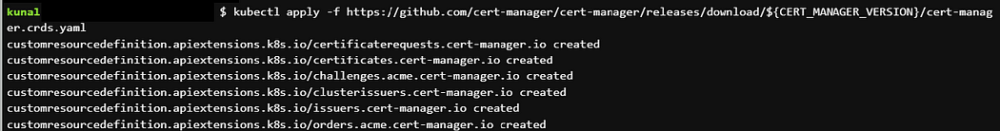 kunal $ kubectl apply -f https://github.com/cert-manager/cert-manager/releases/download/${CERT_MANAGER_VERSION}/cert-manag
er.crds.yaml
customresourcedefinition.apiextensions.k8s.io/certificaterequests.cert-manager.io created
customresourcedefinition.apiextensions.k8s.io/certificates.cert-manager.io created
customresourcedefinition.apiextensions.k8s.io/challenges.acme.cert-manager.io created
customresourcedefinition.apiextensions.k8s.io/clusterissuers.cert-manager.io created
customresourcedefinition.apiextensions.k8s.io/issuers.cert-manager.io created
customresourcedefinition.apiextensions.k8s.io/orders.acme.cert-manager.io created